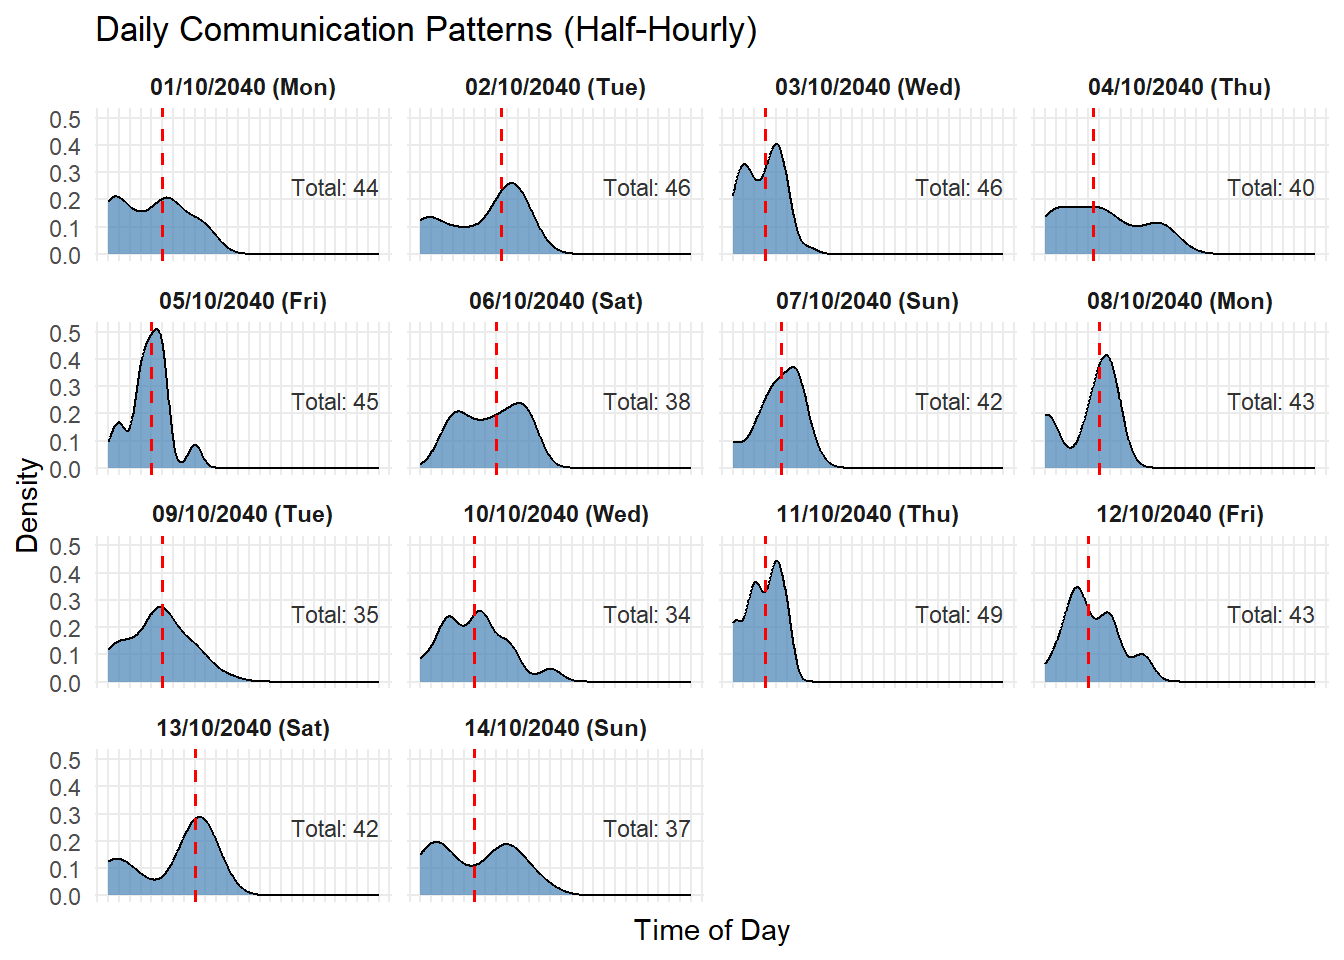 Daily Communication Patterns (Half-Hourly)
01/10/2040 (Mon)
02/10/2040 (Tue)
03/10/2040 (Wed)
04/10/2040 (Thu)
0.5
0.4
0.3
0.2
0.1
0.0
Total: 44
Total: 46
Total: 46
Total: 40
05/10/2040 (Fri)
06/10/2040 (Sat)
07/10/2040 (Sun)
08/10/2040 (Mon)
0.5
0.4
0.3
0.2
0.1
0.0
Total: 45
Total: 38
Total: 42
Total: 43
Density
09/10/2040 (Tue)
10/10/2040 (Wed)
11/10/2040 (Thu)
12/10/2040 (Fri)
0.5
0.4
0.3
0.2
0.1
0.0
Total: 35
Total: 34
Total: 49
Total: 43
13/10/2040 (Sat)
14/10/2040 (Sun)
0.5
0.4
0.3
0.2
0.1
0.0
Total: 42
Total: 37
Time of Day